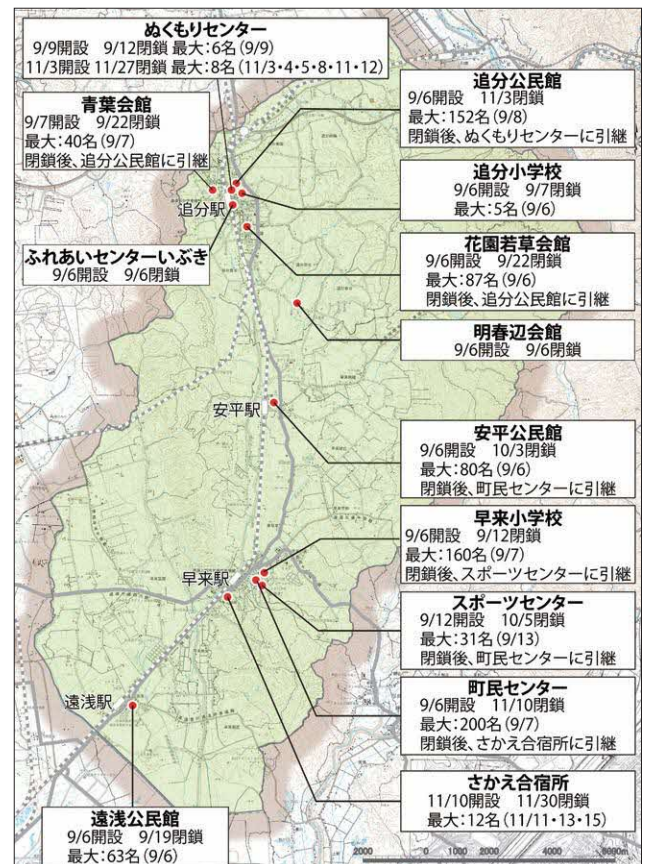 ぬくもりセンター
9/9開設 9/12閉鎖 最大:6名(9/9)
11/3開設 11/27閉鎖 最大:8名(11/3・4・5・8・11・12)
青葉会館
9/7開設 9/22閉鎖
最大:40名(9/7)
閉鎖後、追分公民館に引継
追分公民館
9/6開設 11/3閉鎖
最大:152名(9/8)
閉鎖後、ぬくもりセンターに引継
追分小学校
9/6開設 9/7閉鎖
最大:5名(9/6)
追分駅
ふれあいセンターいぶき
9/6開設 9/6閉鎖
花園若草会館
9/6開設 9/22閉鎖
最大:87名(9/6)
閉鎖後、追分公民館に引継
明春辺会館
9/6開設 9/6閉鎖
安平駅
安平公民館
9/6開設 10/3閉鎖
最大:80名(9/6)
閉鎖後、町民センターに引継
早来小学校
9/6開設 9/12閉鎖
最大:160名(9/7)
閉鎖後、スポーツセンターに引継
早来駅
スポーツセンター
9/12開設 10/5閉鎖
最大:31名(9/13)
閉鎖後、町民センターに引継
町民センター
9/6開設 11/10閉鎖
最大:200名(9/7)
閉鎖後、さかえ合宿所に引継
遠浅駅
さかえ合宿所
11/10開設 11/30閉鎖
最大:12名(11/11・13・15)
遠浅公民館
9/6開設 9/19閉鎖
最大:63名(9/6)
2000 0 1000 2000 4000 6000m